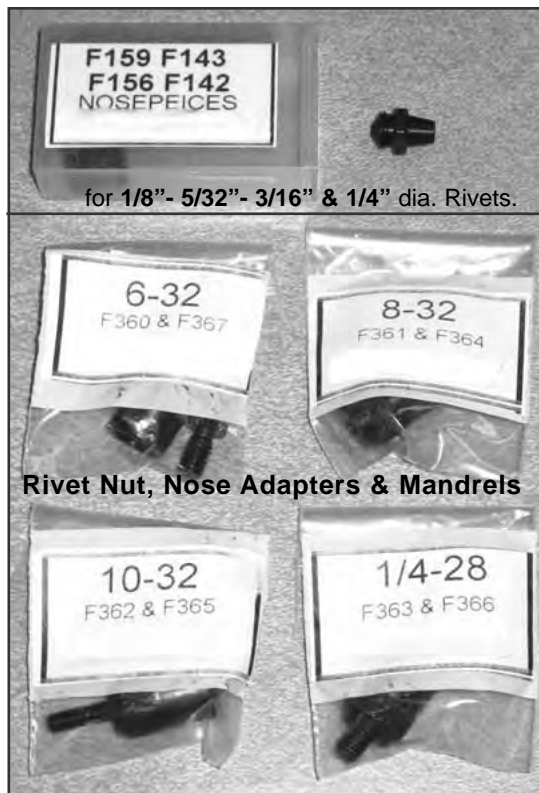 F159 F143
F156 F142
NOSEPEICES
for 1/8”- 5/32”- 3/16” & 1/4” dia. Rivets.
6-32
F360 & F367
8-32
F361 & F364
Rivet Nut, Nose Adapters & Mandrels
10-32
F362 & F365
1/4-28
F363 & F366